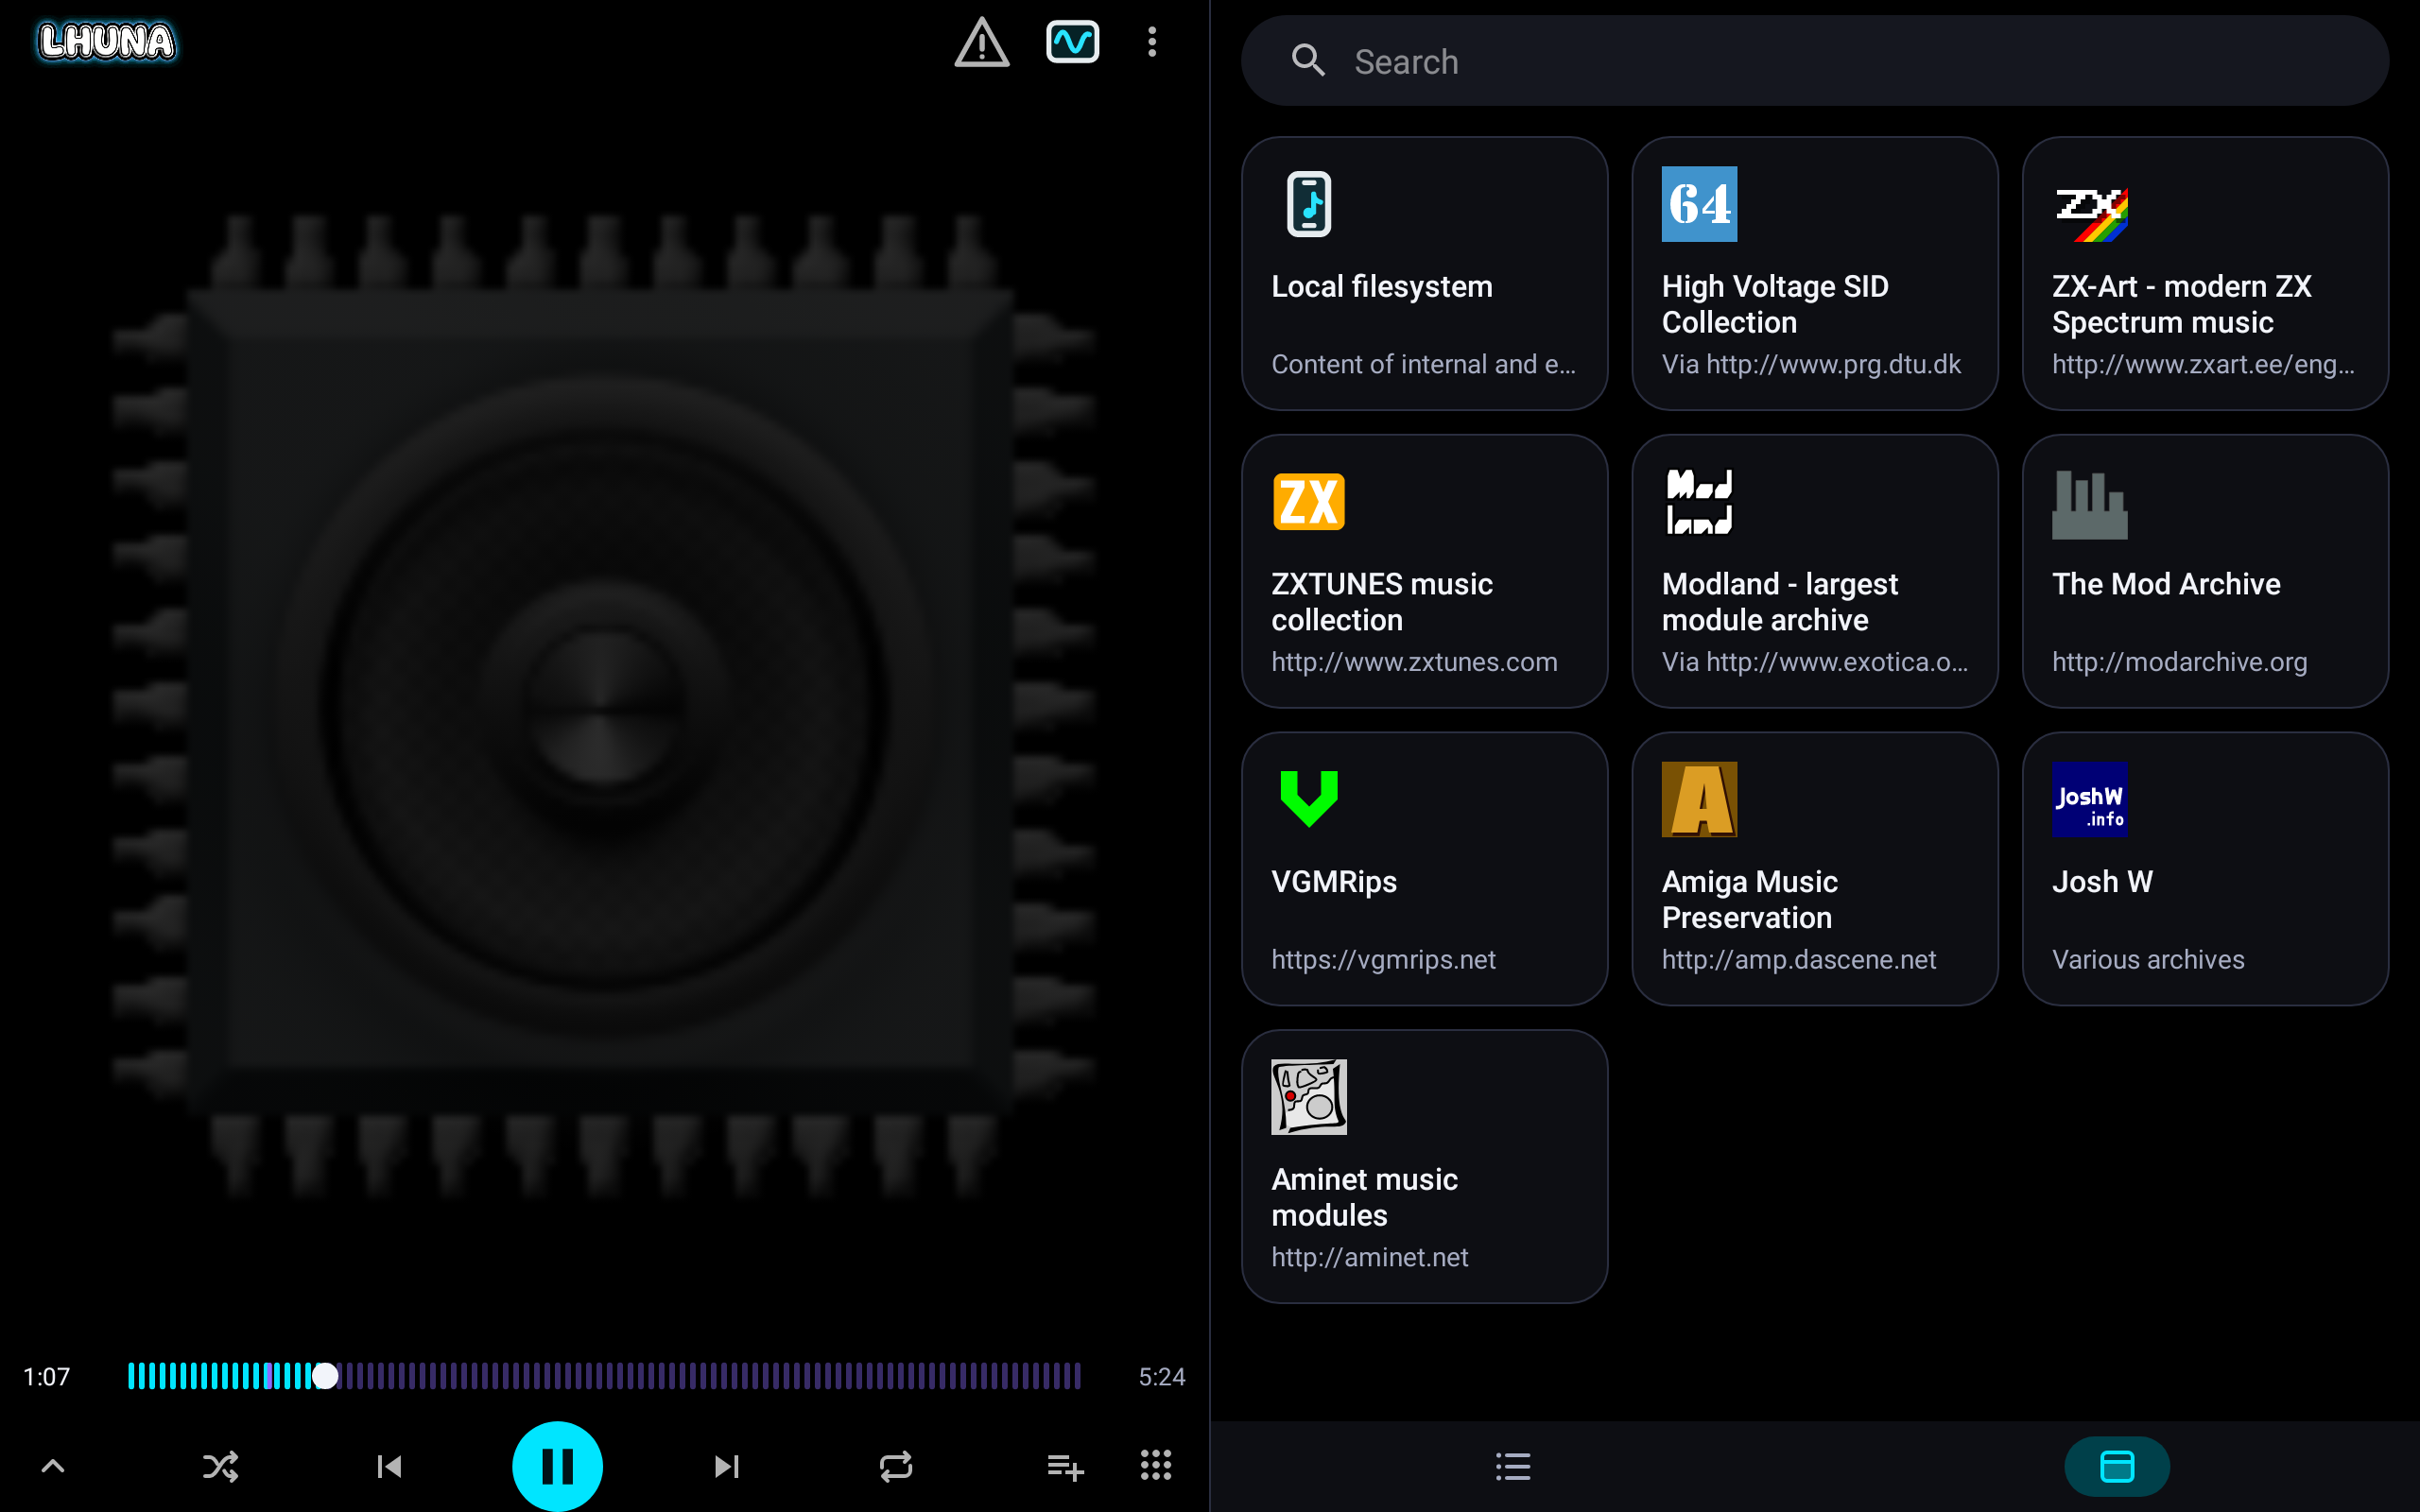 LHUNA
Search
Local filesystem
Content of internal and e...
64
High Voltage SID
Collection
Via http://www.prg.dtu.dk
ZX
ZX-Art - modern ZX
Spectrum music
http://www.zxart.ee/eng...
ZX
ZXTUNES music
collection
http://www.zxtunes.com
Mod
land
Modland - largest
module archive
Via http://www.exotica.o...
The Mod Archive
http://modarchive.org
VGMRips
https://vgmrips.net
A
Amiga Music
Preservation
http://amp.dascene.net
JoshW
.info
Josh W
Various archives
Aminet music
modules
http://aminet.net
1:07
5:24